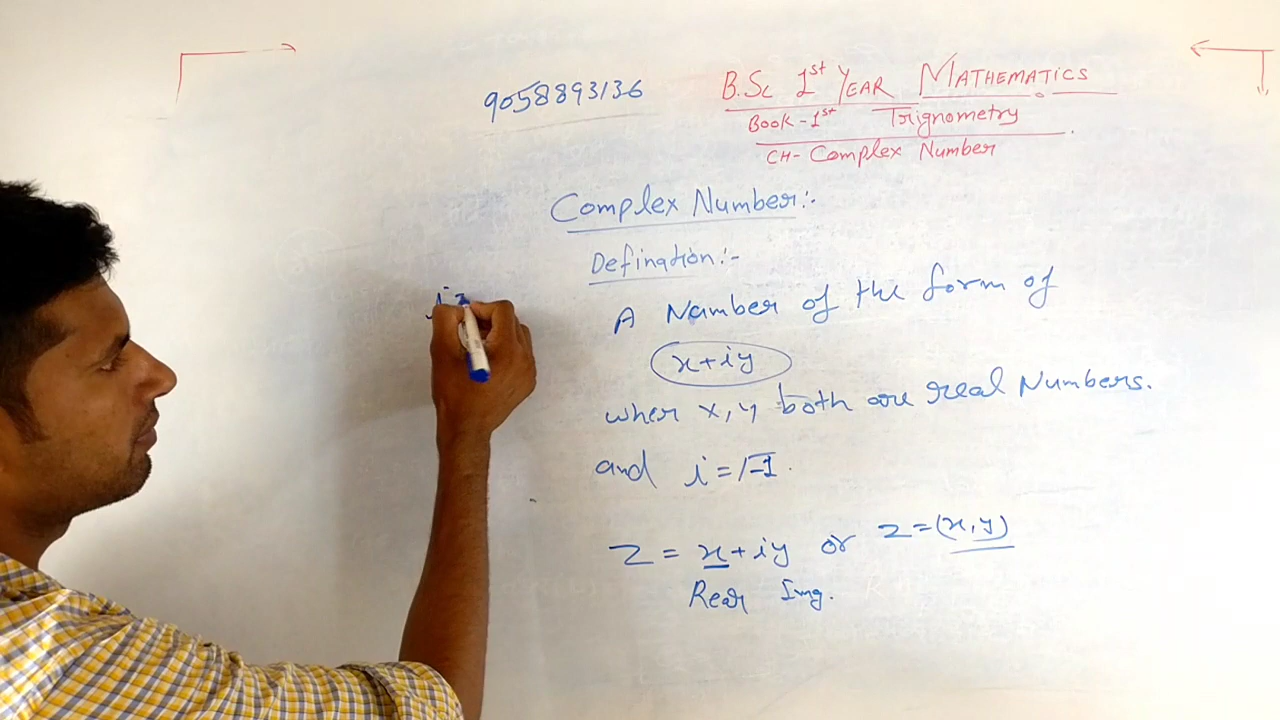 9058893136
B.Sc 1st YEAR MATHEMATICS
Book-1st Trignometry
CH- Complex Number
Complex Number:-
Defination:-
A Number of the form of
x+iy
wher x, y both are real Numbers.
and i = √-1.
i=
Z = x+iy or Z=(x,y)
Rear Img.